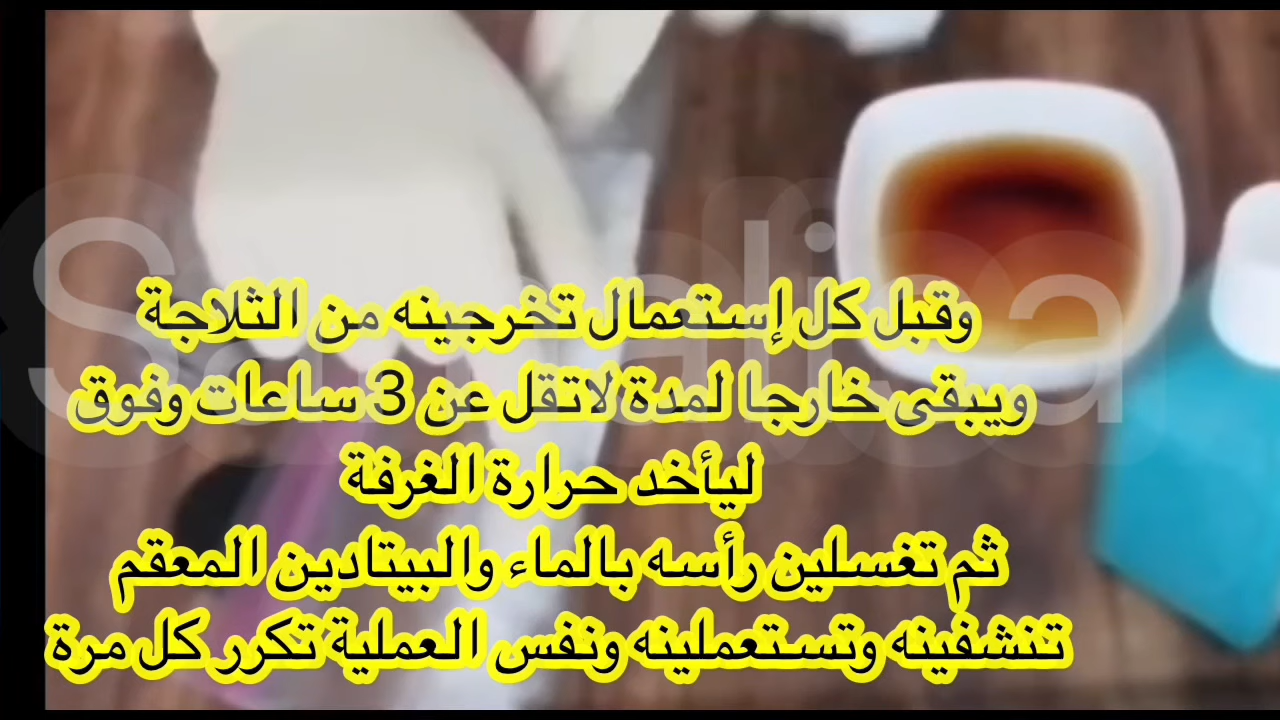 وقبل كل إستعمال تخرجينه من الثلاجة
ويبقى خارجا لمدة لاتقل عن 3 ساعات وفوق
ليأخد حرارة الغرفة
ثم تغسلين رأسه بالماء والبيتادين المعقم
تنشفينه وتستعملينه ونفس العملية تكرر كل مرة